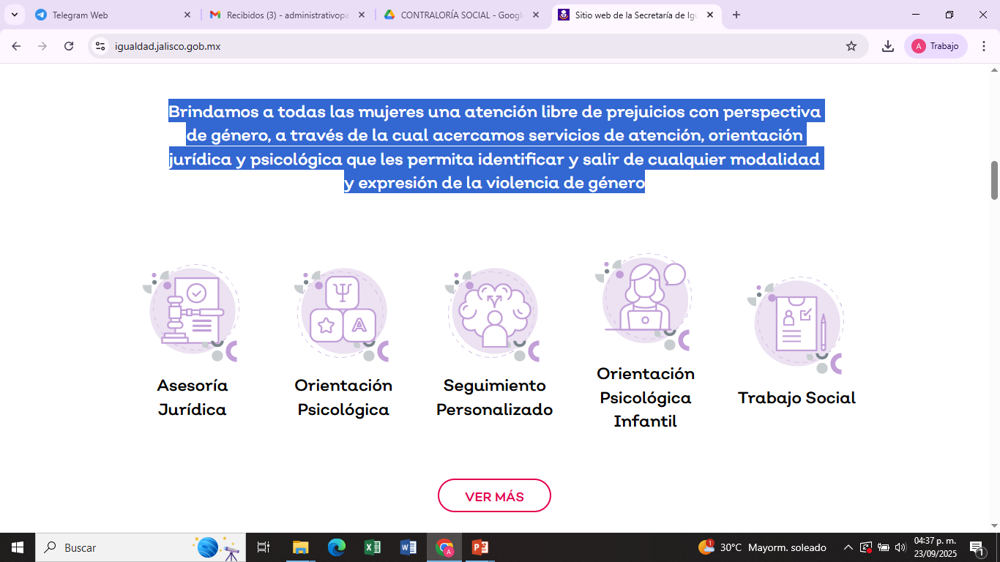 Telegram Web
Recibidos (3) - administrativopa
CONTRALORÍA SOCIAL - Google
Sitio web de la Secretaría de Igu
igualdad.jalisco.gob.mx
A
Trabajo
Brindamos a todas las mujeres una atención libre de prejuicios con perspectiva
de género, a través de la cual acercamos servicios de atención, orientación
jurídica y psicológica que les permita identificar y salir de cualquier modalidad
y expresión de la violencia de género
Asesoría
Jurídica
Orientación
Psicológica
Seguimiento
Personalizado
Orientación
Psicológica
Infantil
Trabajo Social
VER MÁS
Buscar
30°C Mayorm. soleado
04:37 p. m.
23/09/2025